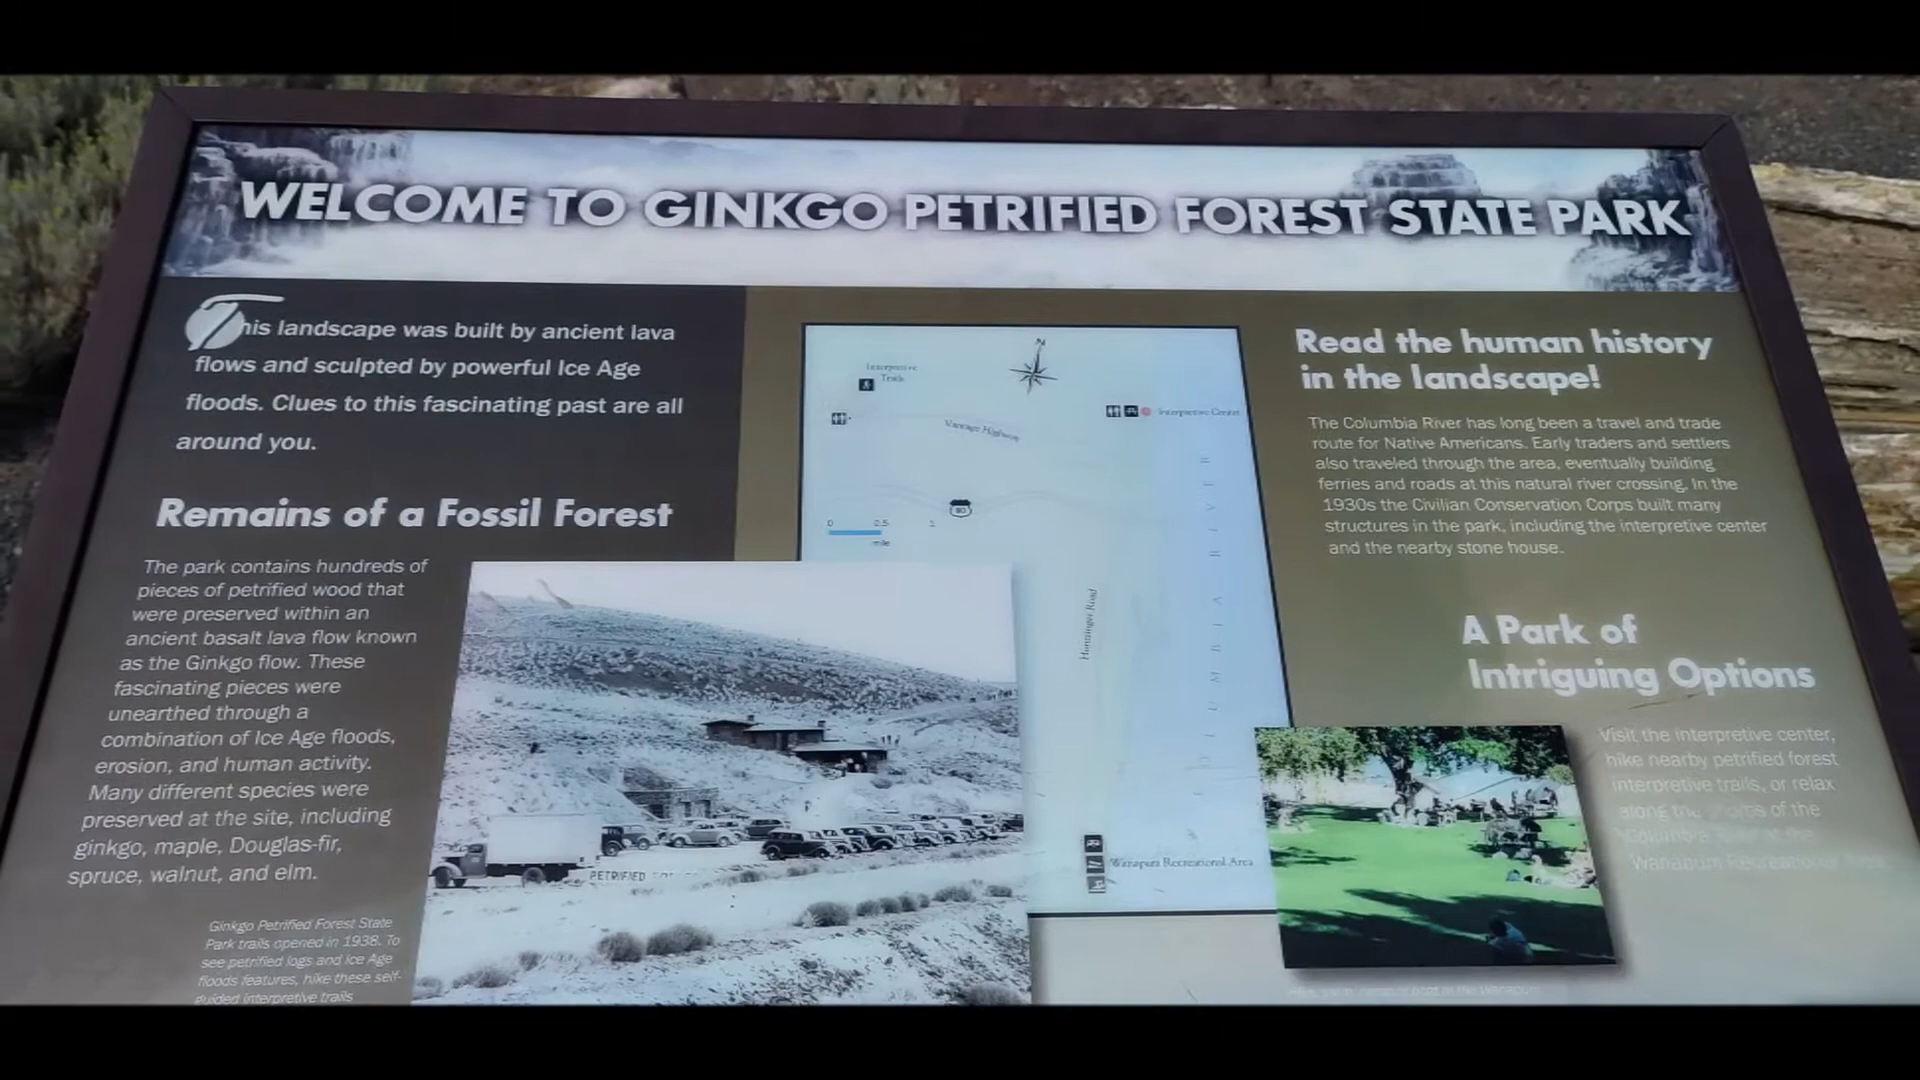 WELCOME TO GINKGO PETRIFIED FOREST STATE PARK
This landscape was built by ancient lava
flows and sculpted by powerful Ice Age
floods. Clues to this fascinating past are all
around you.
Remains of a Fossil Forest
The park contains hundreds of
pieces of petrified wood that
were preserved within an
ancient basalt lava flow known
as the Ginkgo flow. These
fascinating pieces were
unearthed through a
combination of Ice Age floods,
erosion, and human activity.
Many different species were
preserved at the site, including
ginkgo, maple, Douglas-fir,
spruce, walnut, and elm.
Ginkgo Petrified Forest State
Park trails opened in 1938. To
see petrified logs and Ice Age
floods features, hike these self-
guided interpretive trails
PETRIFIED
N
Interpretive
Trails
Interpretive Center
Vantage Highway
90
0 0.5 1
mile
Huntzinger Road
COLUMBIA RIVER
Wanapum Recreational Area
Read the human history
in the landscape!
The Columbia River has long been a travel and trade
route for Native Americans. Early traders and settlers
also traveled through the area, eventually building
ferries and roads at this natural river crossing. In the
1930s the Civilian Conservation Corps built many
structures in the park, including the interpretive center
and the nearby stone house.
A Park of
Intriguing Options
Visit the interpretive center,
hike nearby petrified forest
interpretive trails, or relax
along the shores of the
Columbia River at the
Wanapum Recreation